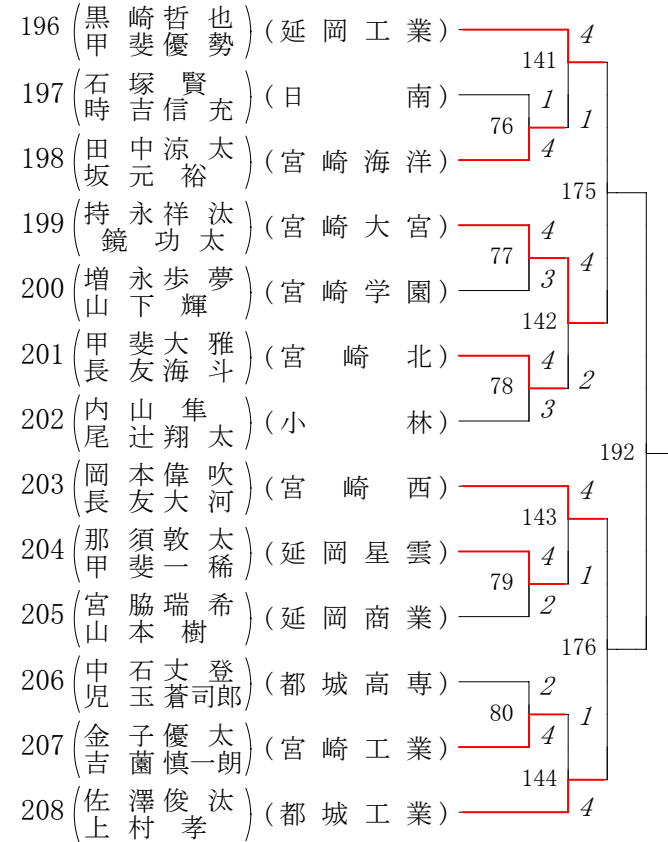 196 (黒崎哲也 甲斐優勢) (延岡工業) 4
141
197 (石塚賢 時吉信充) (日南) 1
76 1
198 (田中涼太 坂元裕) (宮崎海洋) 4
175
199 (持永祥汰 鏡功太) (宮崎大宮) 4
77 4
200 (増永歩夢 山下輝) (宮崎学園) 3
142
201 (甲斐大雅 長友海斗) (宮崎北) 4
78 2
202 (内山隼 尾辻翔太) (小林) 3
192
203 (岡本偉吹 長友大河) (宮崎西) 4
143
204 (那須敦太 甲斐一稀) (延岡星雲) 4
79 1
205 (宮脇瑞希 山本樹) (延岡商業) 2
176
206 (中石丈登 児玉蒼司郎) (都城高専) 2
80 1
207 (金子優太 吉薗慎一朗) (宮崎工業) 4
144
208 (佐澤俊汰 上村孝) (都城工業) 4